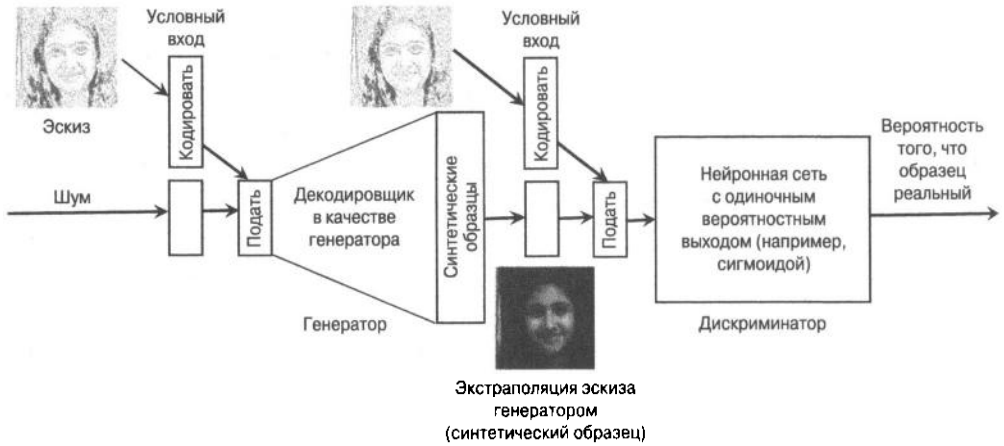 Условный
вход
Эскиз
Кодировать
Шум
Подать
Декодировщик
в качестве
генератора
Синтетические
образцы
Генератор
Условный
вход
Кодировать
Подать
Нейронная сеть
с одиночным
вероятностным
выходом (например,
сигмоидой)
Дискриминатор
Вероятность
того, что
образец
реальный
Экстраполяция эскиза
генератором
(синтетический образец)